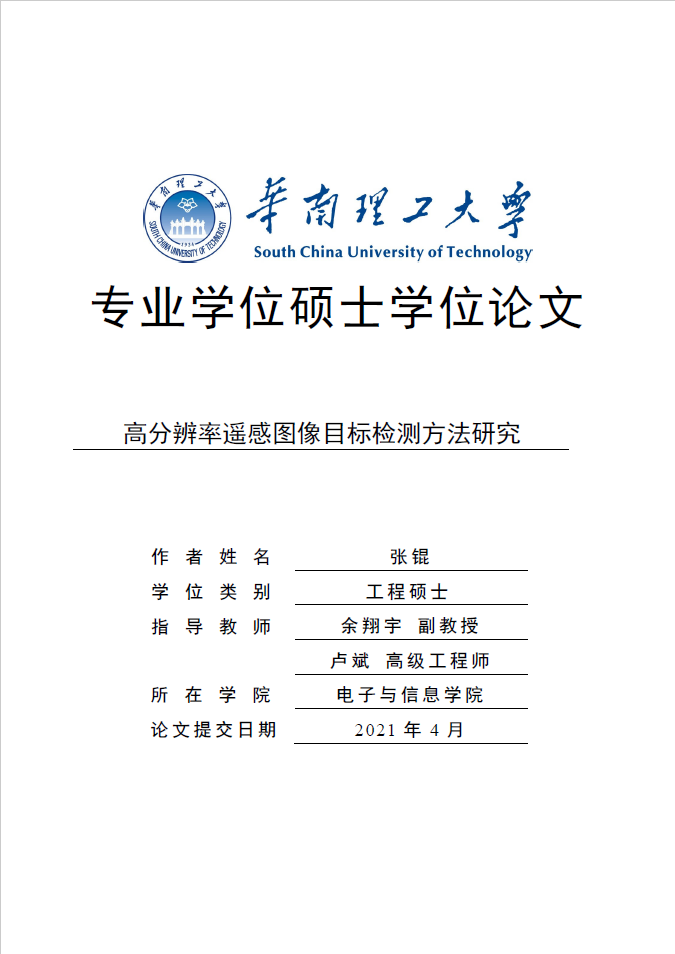 華南理工大學
SOUTH CHINA UNIVERSITY OF TECHNOLOGY
1934
華南理工大學
South China University of Technology
专业学位硕士学位论文
高分辨率遥感图像目标检测方法研究
作者姓名 张锟
学位类别 工程硕士
指导教师 余翔宇 副教授
卢斌 高级工程师
所在学院 电子与信息学院
论文提交日期 2021 年 4 月